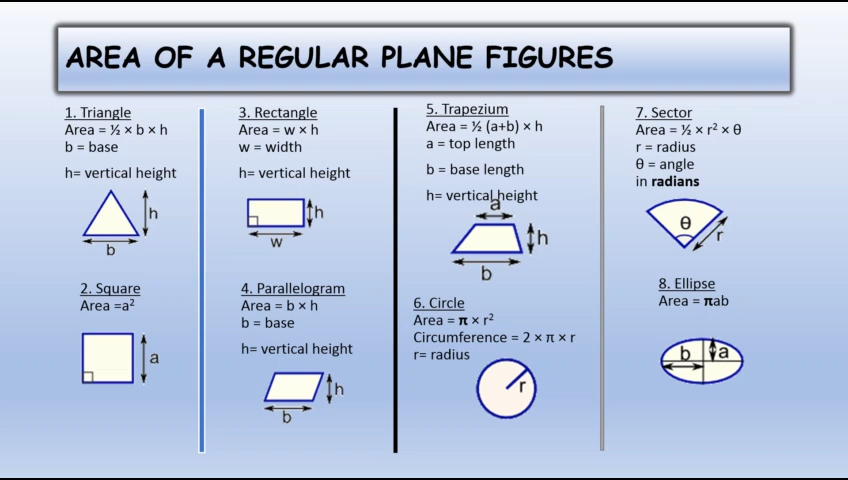 AREA OF A REGULAR PLANE FIGURES
1. Triangle
Area = ½ × b × h
b = base
h= vertical height
h
b
2. Square
Area =a²
a
3. Rectangle
Area = w × h
w = width
h= vertical height
h
w
4. Parallelogram
Area = b × h
b = base
h= vertical height
h
b
5. Trapezium
Area = ½ (a+b) × h
a = top length
b = base length
h= vertical height
a
h
b
6. Circle
Area = π × r²
Circumference = 2 × π × r
r= radius
r
7. Sector
Area = ½ × r² × θ
r = radius
θ = angle
in radians
θ
r
8. Ellipse
Area = πab
b a